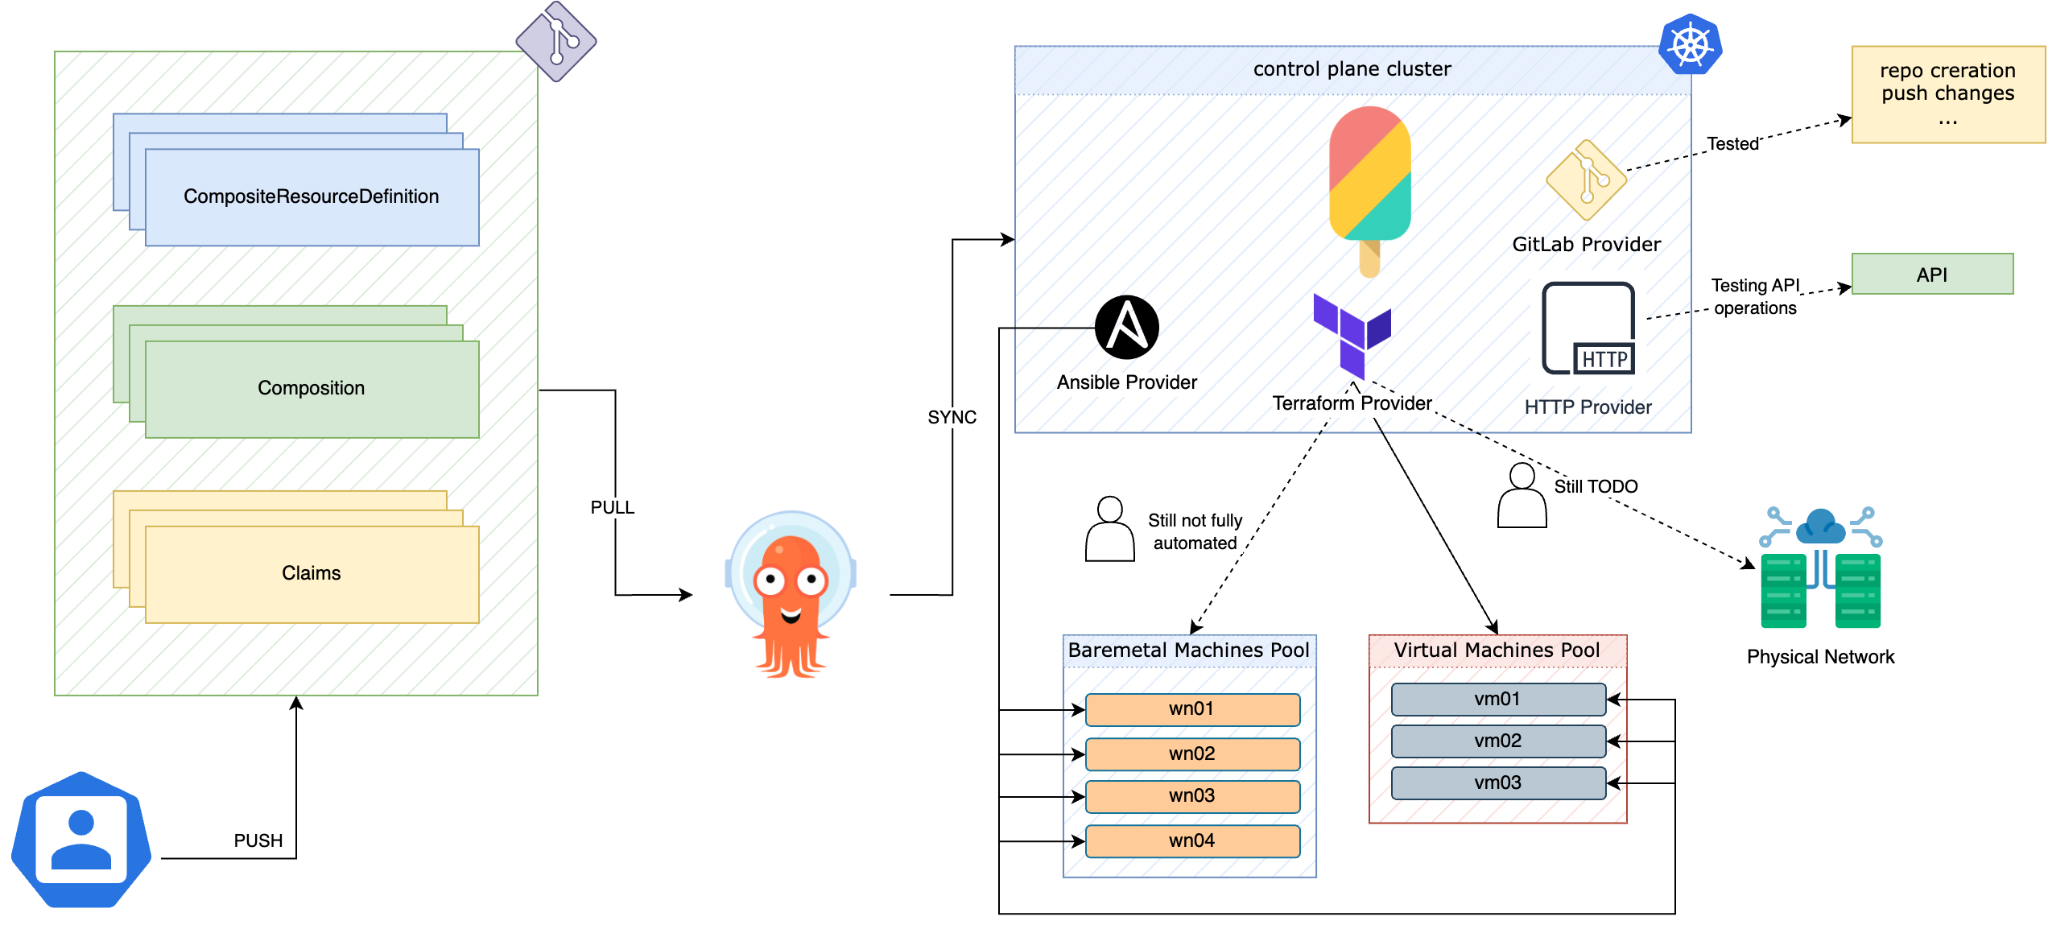 CompositeResourceDefinition
Composition
Claims
PUSH
PULL
SYNC
control plane cluster
GitLab Provider
Ansible Provider
Terraform Provider
HTTP
HTTP Provider
Tested
repo creration
push changes
...
Testing API
operations
API
Still not fully
automated
Still TODO
Physical Network
Baremetal Machines Pool
wn01
wn02
wn03
wn04
Virtual Machines Pool
vm01
vm02
vm03